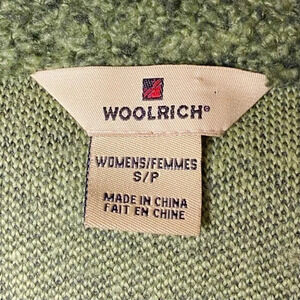 WOOLRICH®
WOMENS/FEMMES
S/P
MADE IN CHINA
FAIT EN CHINE